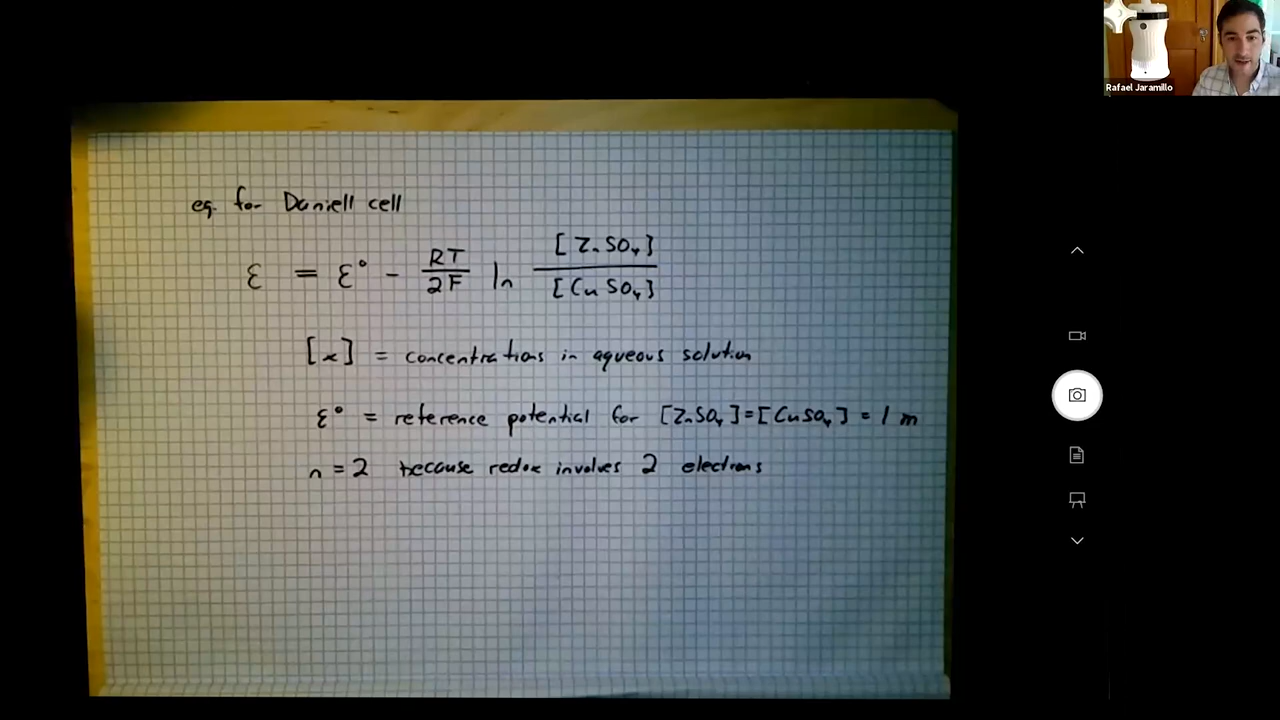 Rafael Jaramillo
eg. for Daniell cell
ε = ε° - RT/2F ln [ZnSO₄]/[CuSO₄]
[x] = concentrations in aqueous solution
ε° = reference potential for [ZnSO₄]=[CuSO₄] = 1 m
n = 2 because redox involves 2 electrons